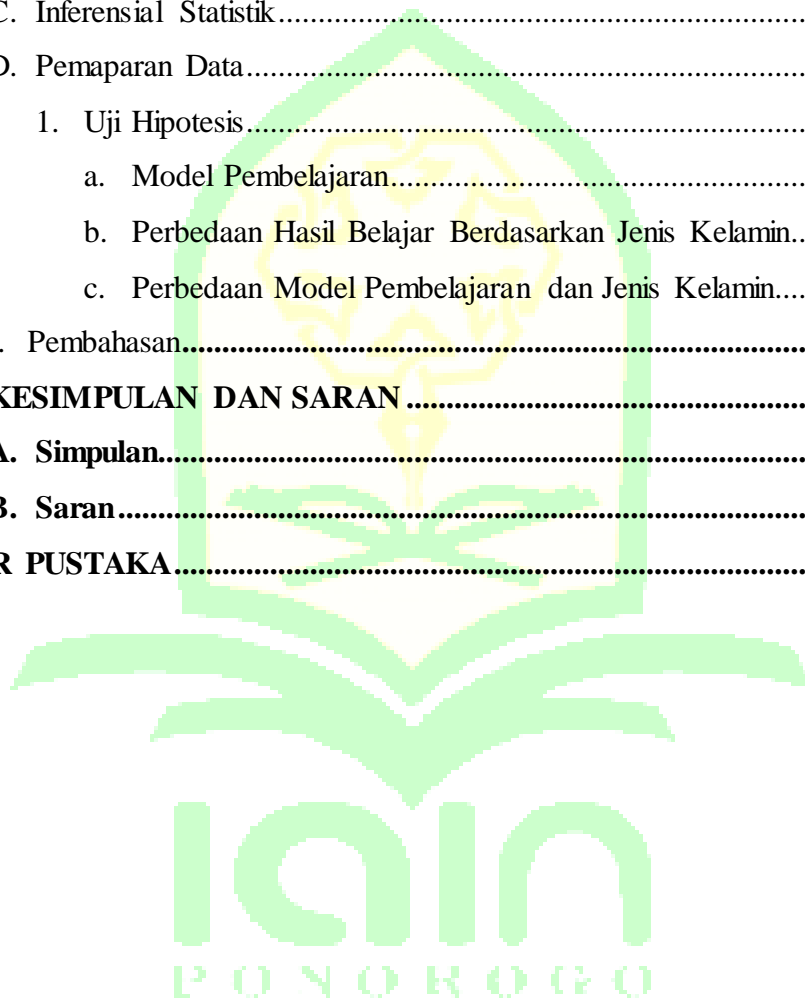 C. Inferensial Statistik........................................................................
D. Pemaparan Data............................................................................
1. Uji Hipotesis...........................................................................
a. Model Pembelajaran..........................................................
b. Perbedaan Hasil Belajar Berdasarkan Jenis Kelamin..
c. Perbedaan Model Pembelajaran dan Jenis Kelamin....
. Pembahasan....................................................................................
KESIMPULAN DAN SARAN........................................................
A. Simpulan.......................................................................................
B. Saran.............................................................................................
R PUSTAKA......................................................................................
iain
PONOROGO